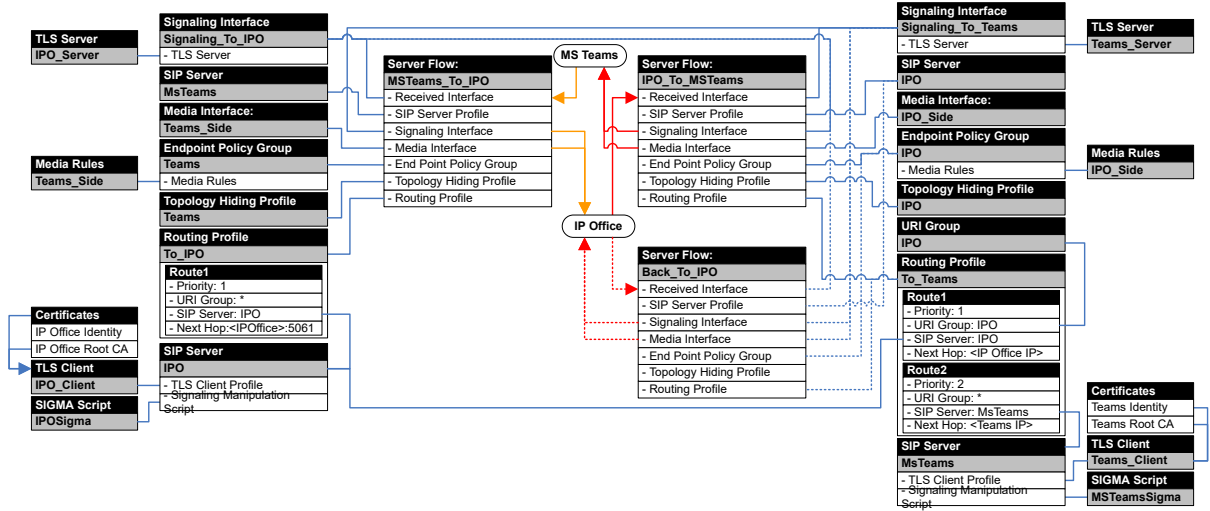 TLS Server
IPO_Server
Media Rules
Teams_Side
Certificates
IP Office Identity
IP Office Root CA
TLS Client
IPO_Client
SIGMA Script
IPOSigma
Signaling Interface
Signaling_To_IPO
- TLS Server
SIP Server
MsTeams
Media Interface:
Teams_Side
Endpoint Policy Group
Teams
- Media Rules
Topology Hiding Profile
Teams
Routing Profile
To_IPO
Route1
- Priority: 1
- URI Group: *
- SIP Server: IPO
- Next Hop:<IPOffice>:5061
SIP Server
IPO
- TLS Client Profile
- Signaling Manipulation
Script
Server Flow:
MSTeams_To_IPO
- Received Interface
- SIP Server Profile
- Signaling Interface
- Media Interface
- End Point Policy Group
- Topology Hiding Profile
- Routing Profile
MS Teams
IP Office
Server Flow:
IPO_To_MSTeams
- Received Interface
- SIP Server Profile
- Signaling Interface
- Media Interface
- End Point Policy Group
- Topology Hiding Profile
- Routing Profile
Server Flow:
Back_To_IPO
- Received Interface
- SIP Server Profile
- Signaling Interface
- Media Interface
- End Point Policy Group
- Topology Hiding Profile
- Routing Profile
Signaling Interface
Signaling_To_Teams
- TLS Server
SIP Server
IPO
Media Interface:
IPO_Side
Endpoint Policy Group
IPO
- Media Rules
Topology Hiding Profile
IPO
URI Group
IPO
Routing Profile
To_Teams
Route1
- Priority: 1
- URI Group: IPO
- SIP Server: IPO
- Next Hop: <IP Office IP>
Route2
- Priority: 2
- URI Group: *
- SIP Server: MsTeams
- Next Hop: <Teams IP>
SIP Server
MsTeams
- TLS Client Profile
- Signaling Manipulation
Script
TLS Server
Teams_Server
Media Rules
IPO_Side
Certificates
Teams Identity
Teams Root CA
TLS Client
Teams_Client
SIGMA Script
MSTeamsSigma